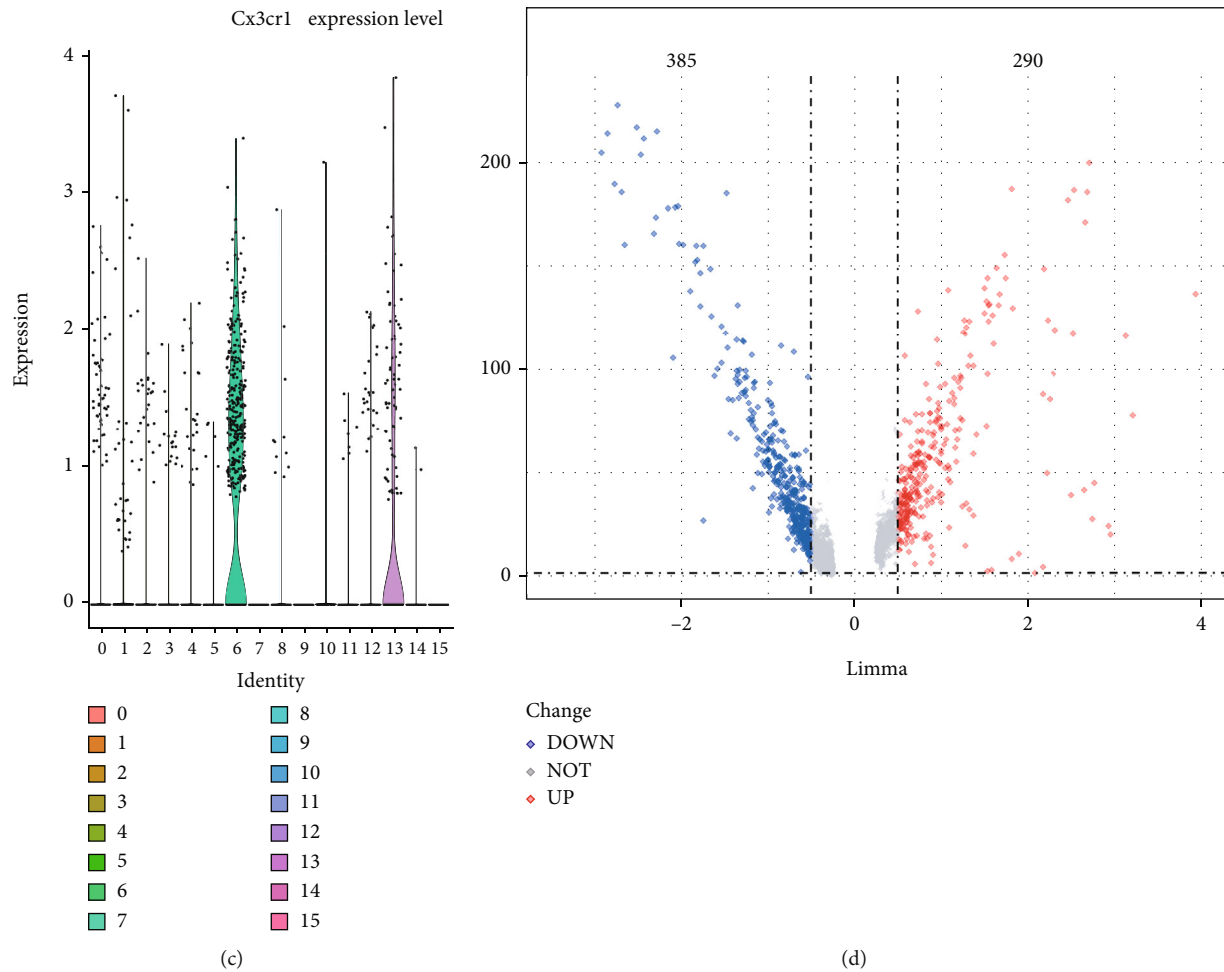 Cx3cr1 expression level
4
3
2
1
0
Expression
0 1 2 3 4 5 6 7 8 9 10 11 12 13 14 15
Identity
0
1
2
3
4
5
6
7
8
9
10
11
12
13
14
15
(c)
385
290
200
100
0
−2 0 2 4
Limma
Change
DOWN
NOT
UP
(d)